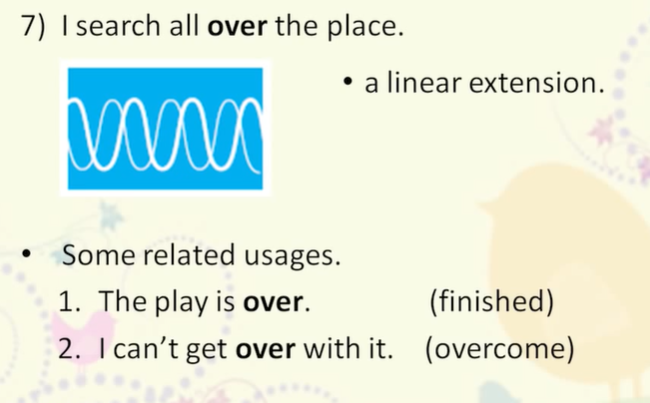 7) I search all over the place.
• a linear extension.
• Some related usages.
1. The play is over. (finished)
2. I can't get over with it. (overcome)